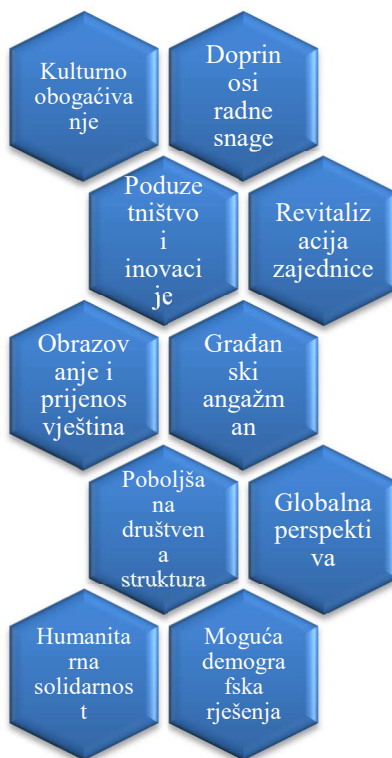 Kulturno
obogaćiva
nje
Doprin
osi
radne
snage
Poduze
tništvo
i
inovaci
je
Revitaliz
acija
zajednice
Obrazov
anje i
prijenos
vještina
Građan
ski
angažm
an
Poboljša
na
društven
a
struktura
Globalna
perspekti
va
Humanita
rna
solidarnos
t
Moguća
demogra
fska
rješenja